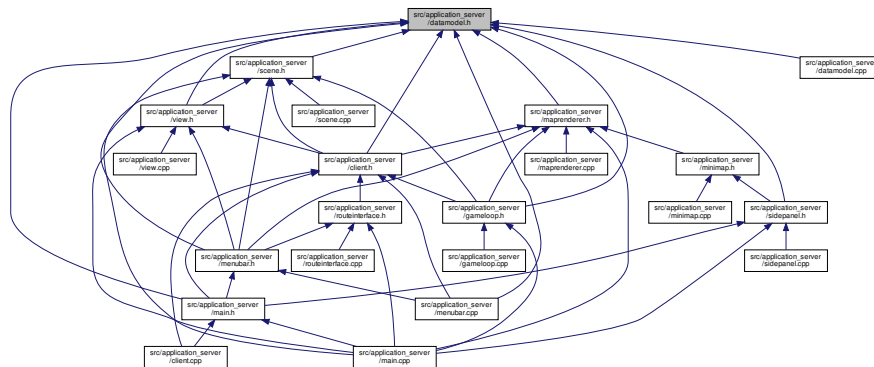 src/application_server
/datamodel.h
src/application_server
/scene.h
src/application_server
/datamodel.cpp
src/application_server
/view.h
src/application_server
/scene.cpp
src/application_server
/maprenderer.h
src/application_server
/view.cpp
src/application_server
/client.h
src/application_server
/maprenderer.cpp
src/application_server
/minimap.h
src/application_server
/routeinterface.h
src/application_server
/gameloop.h
src/application_server
/minimap.cpp
src/application_server
/sidepanel.h
src/application_server
/menubar.h
src/application_server
/routeinterface.cpp
src/application_server
/gameloop.cpp
src/application_server
/sidepanel.cpp
src/application_server
/main.h
src/application_server
/menubar.cpp
src/application_server
/client.cpp
src/application_server
/main.cpp